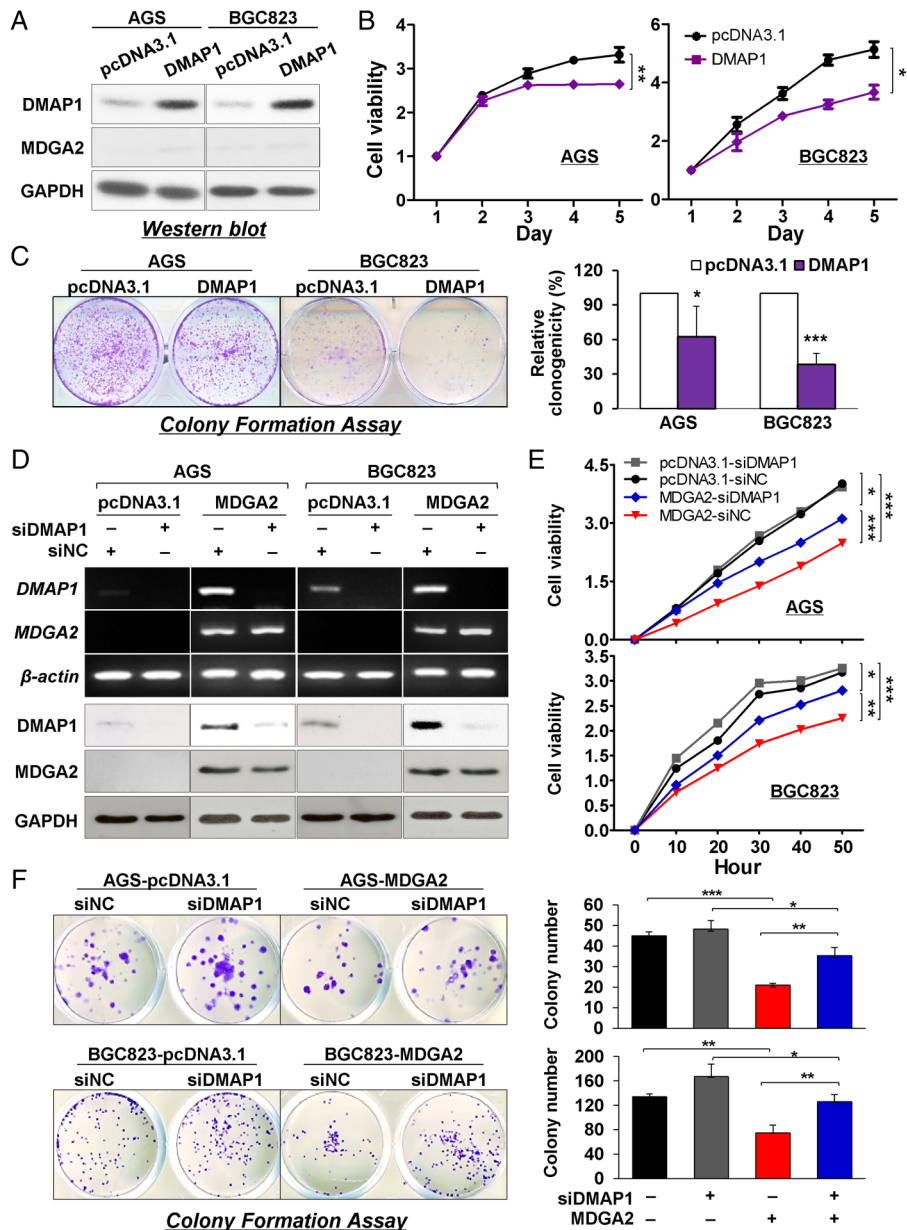 A
AGS BGC823
pcDNA3.1 DMAP1 pcDNA3.1 DMAP1
DMAP1
MDGA2
GAPDH
Western blot
B
Cell viability
4
3
2
1
0
1 2 3 4 5
Day
AGS
**
8
6
4
2
0
1 2 3 4 5
Day
pcDNA3.1
DMAP1
BGC823
*
C
AGS BGC823
pcDNA3.1 DMAP1 pcDNA3.1 DMAP1
Colony Formation Assay
Relative
clonogenicity (%)
120
90
60
30
0
pcDNA3.1 DMAP1
* ***
AGS BGC823
D
AGS BGC823
pcDNA3.1 MDGA2 pcDNA3.1 MDGA2
siDMAP1 – + – + – + – +
siNC + – + – + – + –
DMAP1
MDGA2
β-actin
DMAP1
MDGA2
GAPDH
E
pcDNA3.1-siDMAP1
pcDNA3.1-siNC
MDGA2-siDMAP1
MDGA2-siNC
Cell viability
4.5
3.0
1.5
0.0
AGS
* *** ***
Cell viability
3.5
3.0
2.5
2.0
1.5
1.0
0.5
0.0
BGC823
* ** ***
0 10 20 30 40 50
Hour
F
AGS-pcDNA3.1 AGS-MDGA2
siNC siDMAP1 siNC siDMAP1
BGC823-pcDNA3.1 BGC823-MDGA2
siNC siDMAP1 siNC siDMAP1
Colony Formation Assay
Colony number
60
50
40
30
20
10
0
*** * **
Colony number
200
160
120
80
40
0
** * **
siDMAP1 – + – +
MDGA2 – – + +